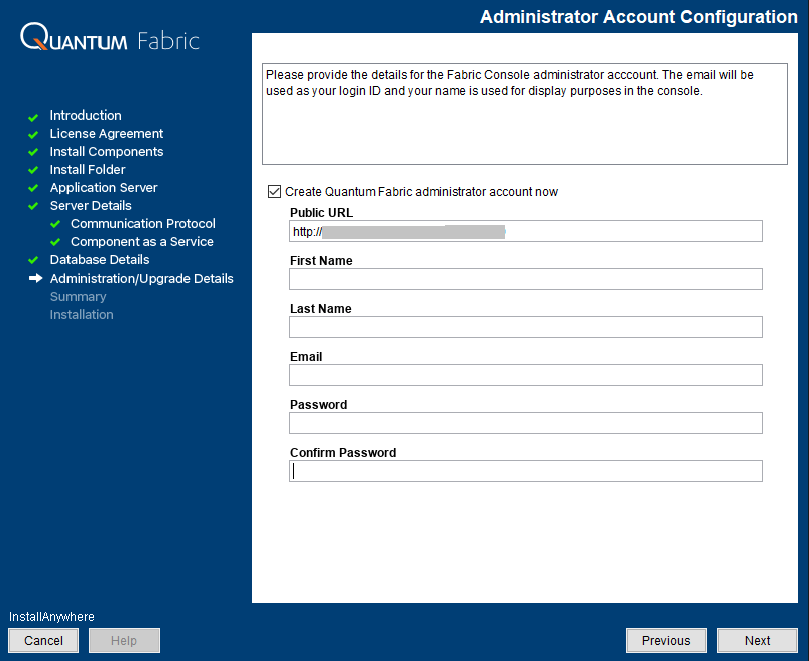 Administrator Account Configuration
QUANTUM Fabric
Introduction
License Agreement
Install Components
Install Folder
Application Server
Server Details
Communication Protocol
Component as a Service
Database Details
Administration/Upgrade Details
Summary
Installation
Please provide the details for the Fabric Console administrator acccount. The email will be
used as your login ID and your name is used for display purposes in the console.
Create Quantum Fabric administrator account now
Public URL
http://
First Name
Last Name
Email
Password
Confirm Password
InstallAnywhere
Cancel
Help
Previous
Next